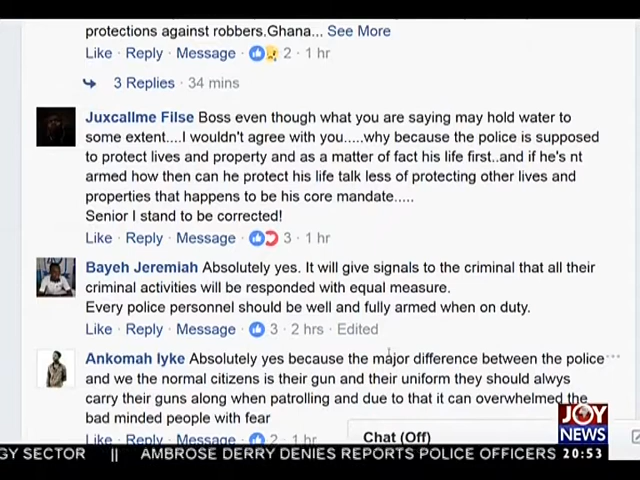 protections against robbers.Ghana... See More
Like · Reply · Message · 2 · 1 hr
3 Replies · 34 mins
Juxcallme Filse Boss even though what you are saying may hold water to
some extent....I wouldn't agree with you.....why because the police is supposed
to protect lives and property and as a matter of fact his life first..and if he's nt
armed how then can he protect his life talk less of protecting other lives and
properties that happens to be his core mandate.....
Senior I stand to be corrected!
Like · Reply · Message · 3 · 1 hr
Bayeh Jeremiah Absolutely yes. It will give signals to the criminal that all their
criminal activities will be responded with equal measure.
Every police personnel should be well and fully armed when on duty.
Like · Reply · Message · 3 · 2 hrs · Edited
Ankomah Iyke Absolutely yes because the major difference between the police
and we the normal citizens is their gun and their uniform they should alwys
carry their guns along when patrolling and due to that it can overwhelmed the
bad minded people with fear
Like · Reply · Message · 2 · 1 hr
Chat (Off)
JOY
NEWS
GY SECTOR || AMBROSE DERRY DENIES REPORTS POLICE OFFICERS 20:53